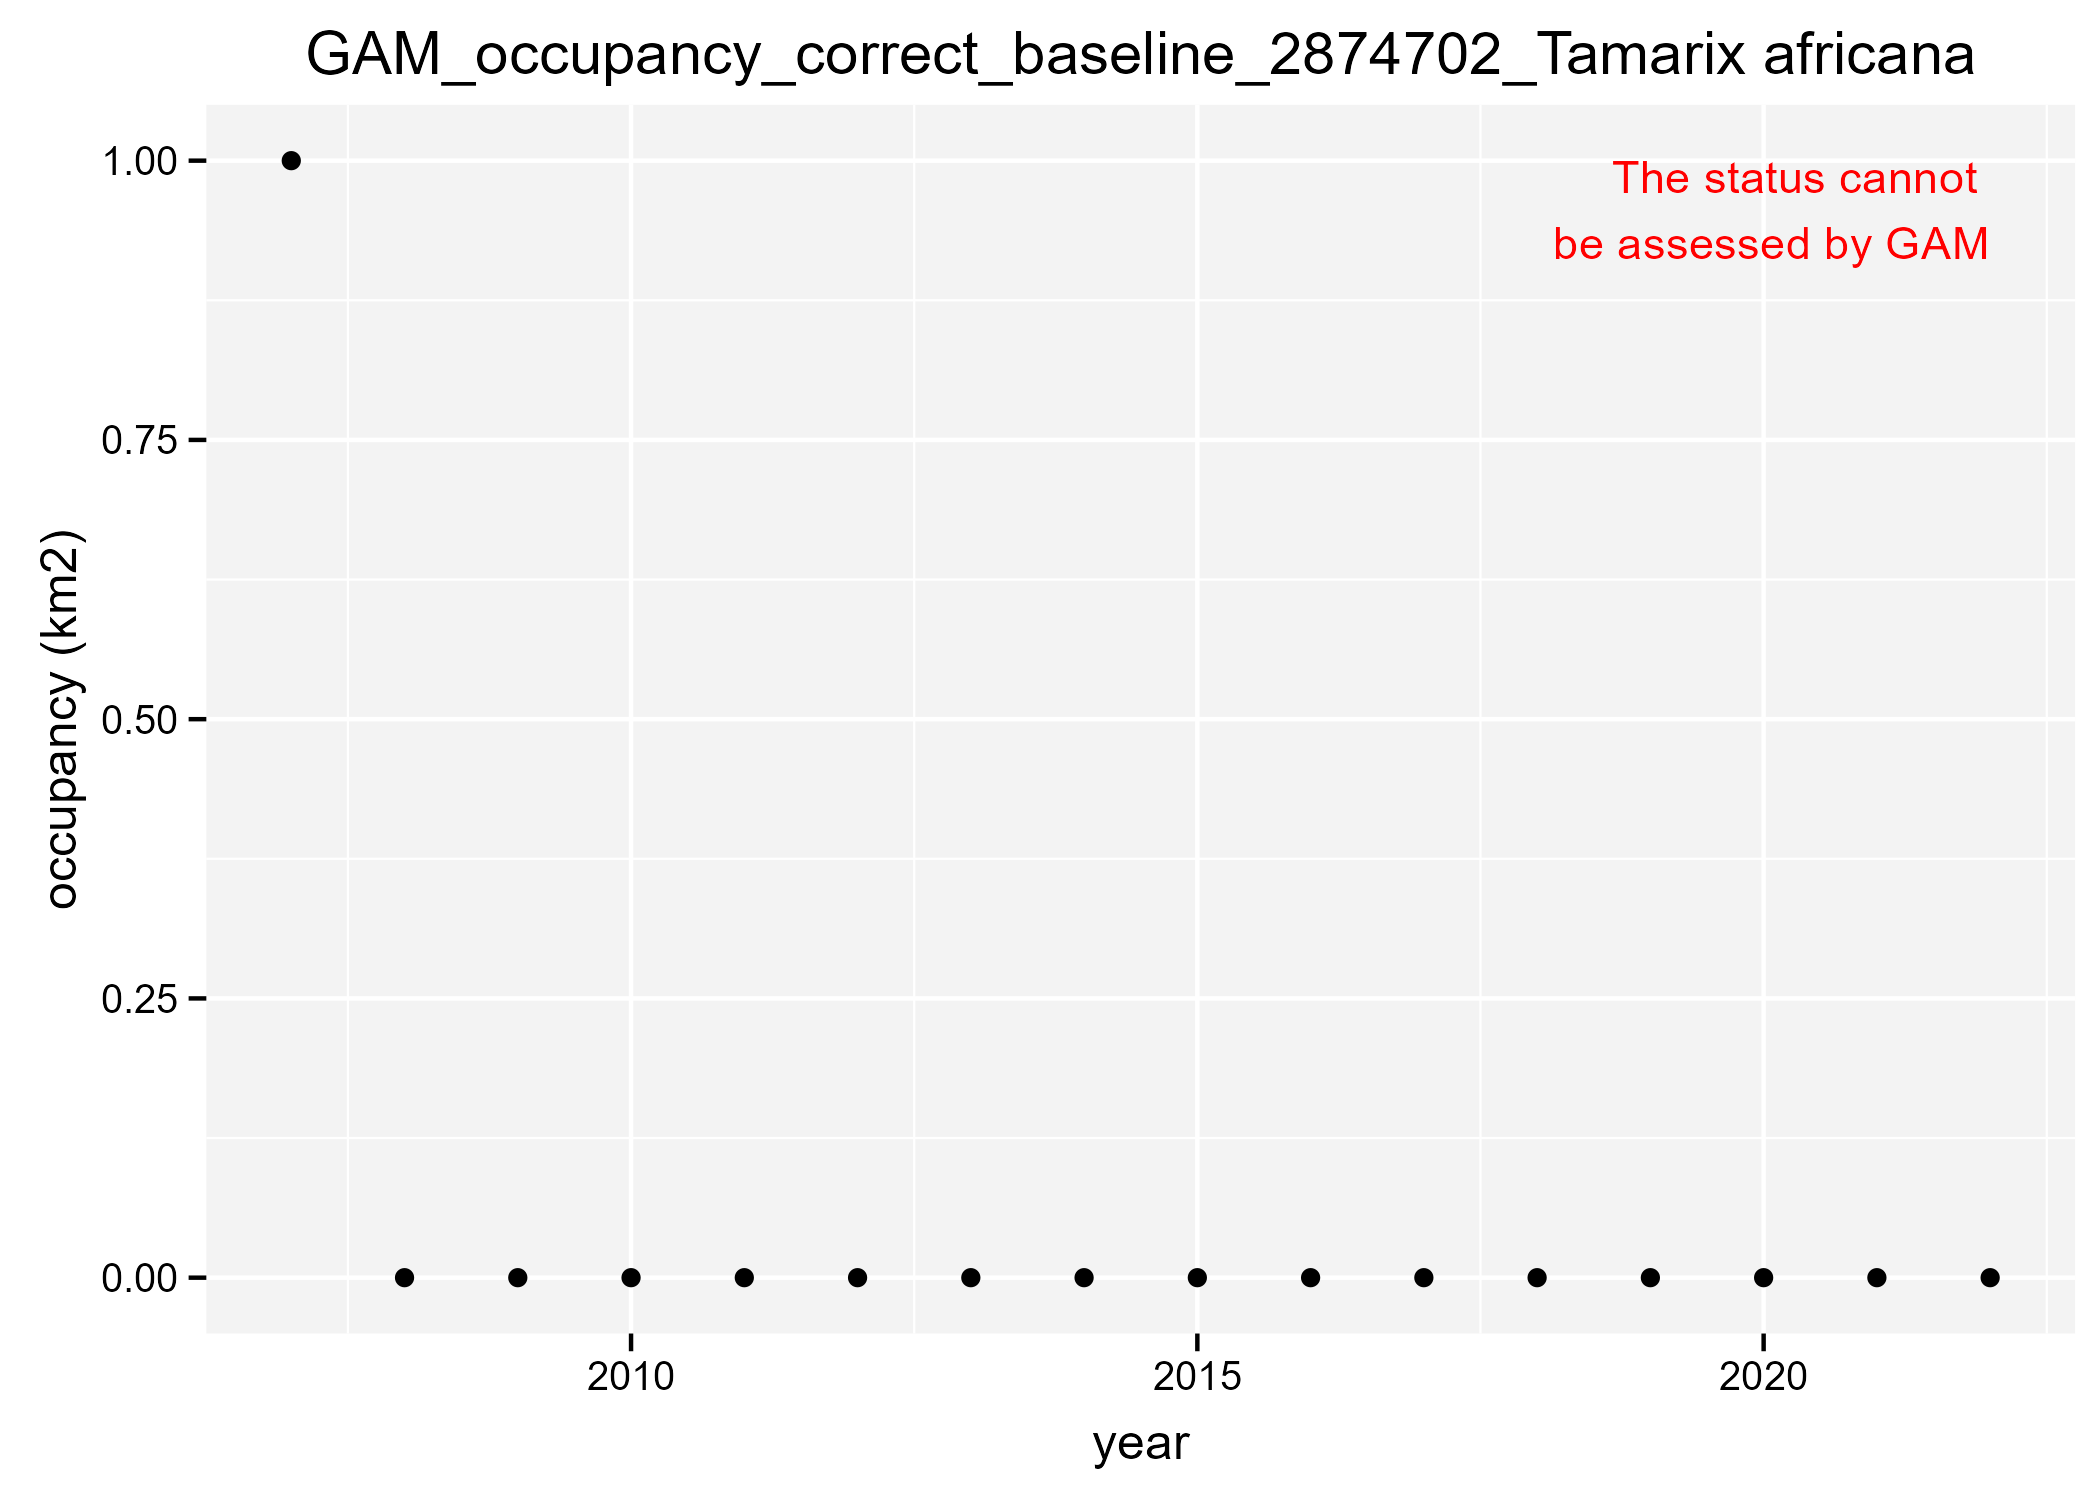 GAM_occupancy_correct_baseline_2874702_Tamarix africana
The status cannot
be assessed by GAM
1.00
0.75
0.50
0.25
0.00
occupancy (km2)
2010
2015
2020
year